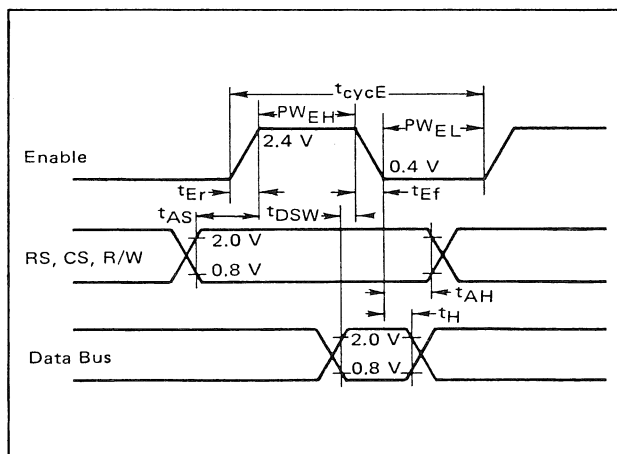 tcycE
PWEH
PWEL
Enable
2.4 V
0.4 V
tEr
tEf
tAS
tDSW
RS, CS, R/W
2.0 V
0.8 V
tAH
tH
Data Bus
2.0 V
0.8 V